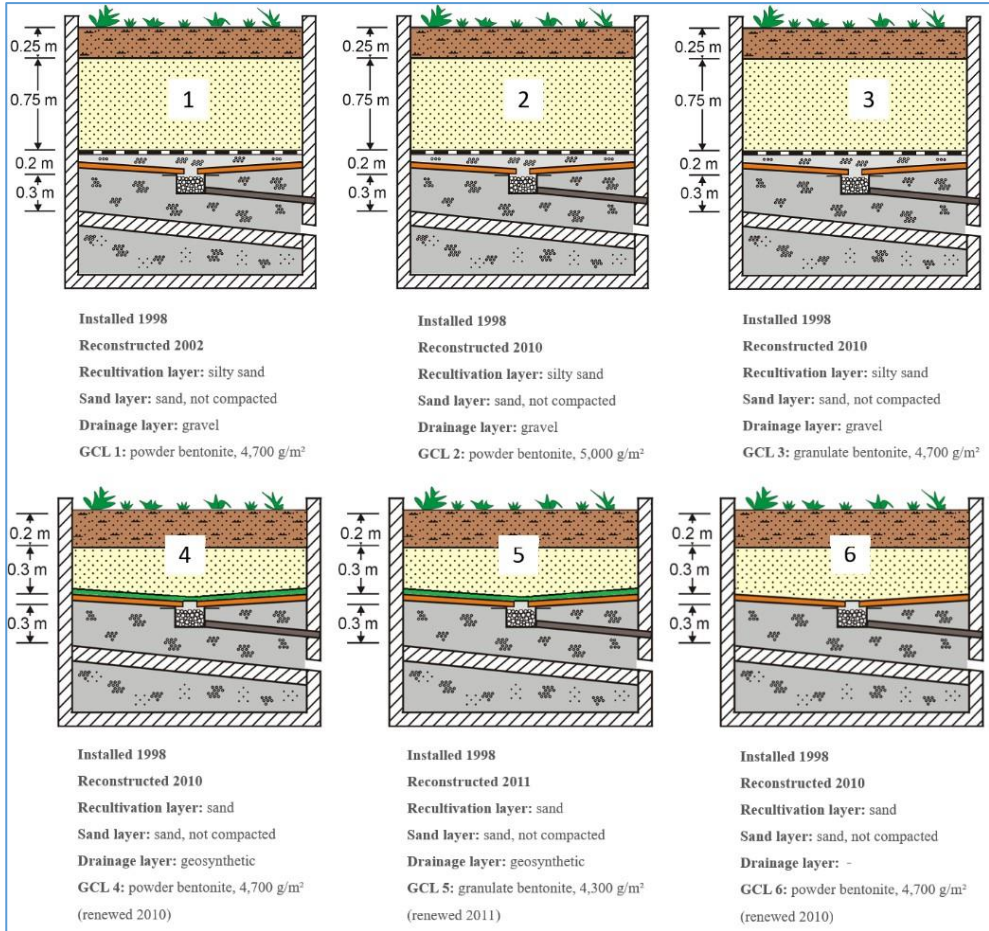 0.25 m
0.75 m
0.2 m
0.3 m
1
Installed 1998
Reconstructed 2002
Recultivation layer: silty sand
Sand layer: sand, not compacted
Drainage layer: gravel
GCL 1: powder bentonite, 4,700 g/m²
0.25 m
0.75 m
0.2 m
0.3 m
2
Installed 1998
Reconstructed 2010
Recultivation layer: silty sand
Sand layer: sand, not compacted
Drainage layer: gravel
GCL 2: powder bentonite, 5,000 g/m²
0.25 m
0.75 m
0.2 m
0.3 m
3
Installed 1998
Reconstructed 2010
Recultivation layer: silty sand
Sand layer: sand, not compacted
Drainage layer: gravel
GCL 3: granulate bentonite, 4,700 g/m²
0.2 m
0.3 m
0.3 m
4
Installed 1998
Reconstructed 2010
Recultivation layer: sand
Sand layer: sand, not compacted
Drainage layer: geosynthetic
GCL 4: powder bentonite, 4,700 g/m²
(renewed 2010)
0.2 m
0.3 m
0.3 m
5
Installed 1998
Reconstructed 2011
Recultivation layer: sand
Sand layer: sand, not compacted
Drainage layer: geosynthetic
GCL 5: granulate bentonite, 4,300 g/m²
(renewed 2011)
0.2 m
0.3 m
0.3 m
6
Installed 1998
Reconstructed 2010
Recultivation layer: sand
Sand layer: sand, not compacted
Drainage layer: -
GCL 6: powder bentonite, 4,700 g/m²
(renewed 2010)